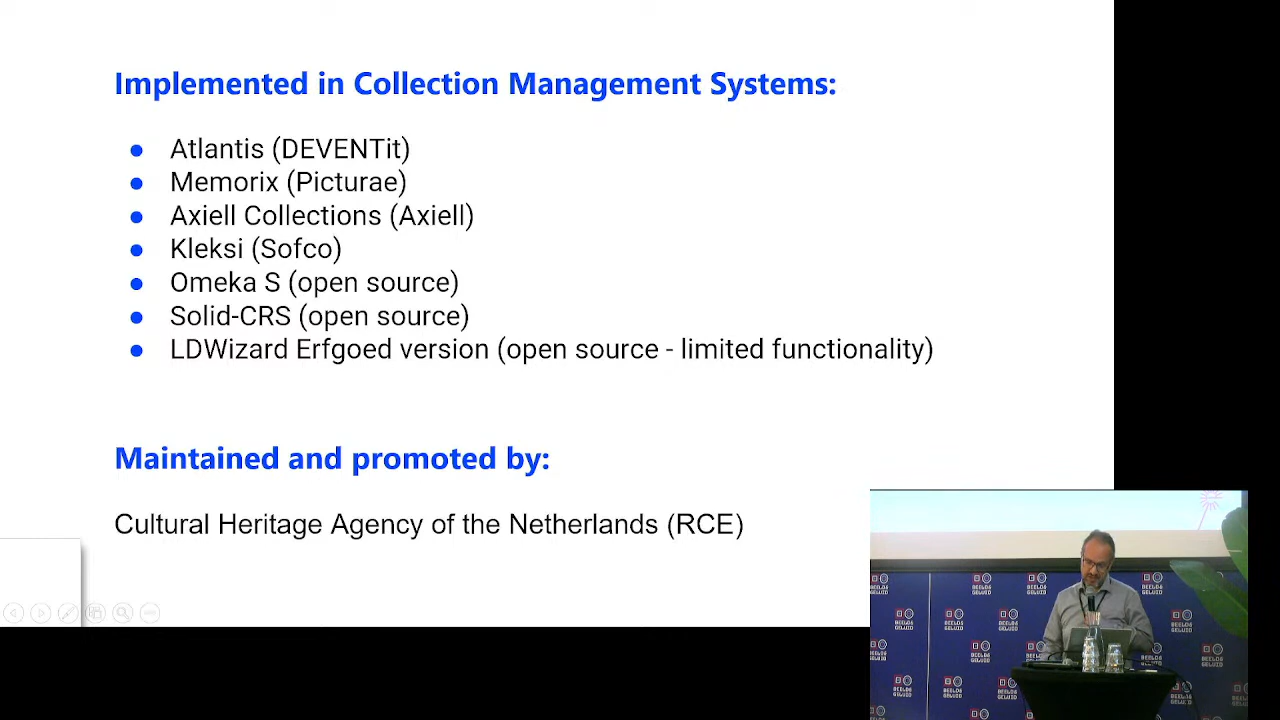 Implemented in Collection Management Systems:
● Atlantis (DEVENTit)
● Memorix (Picturae)
● Axiell Collections (Axiell)
● Kleksi (Sofco)
● Omeka S (open source)
● Solid-CRS (open source)
● LDWizard Erfgoed version (open source - limited functionality)
Maintained and promoted by:
Cultural Heritage Agency of the Netherlands (RCE)
BEELD&
GELUID